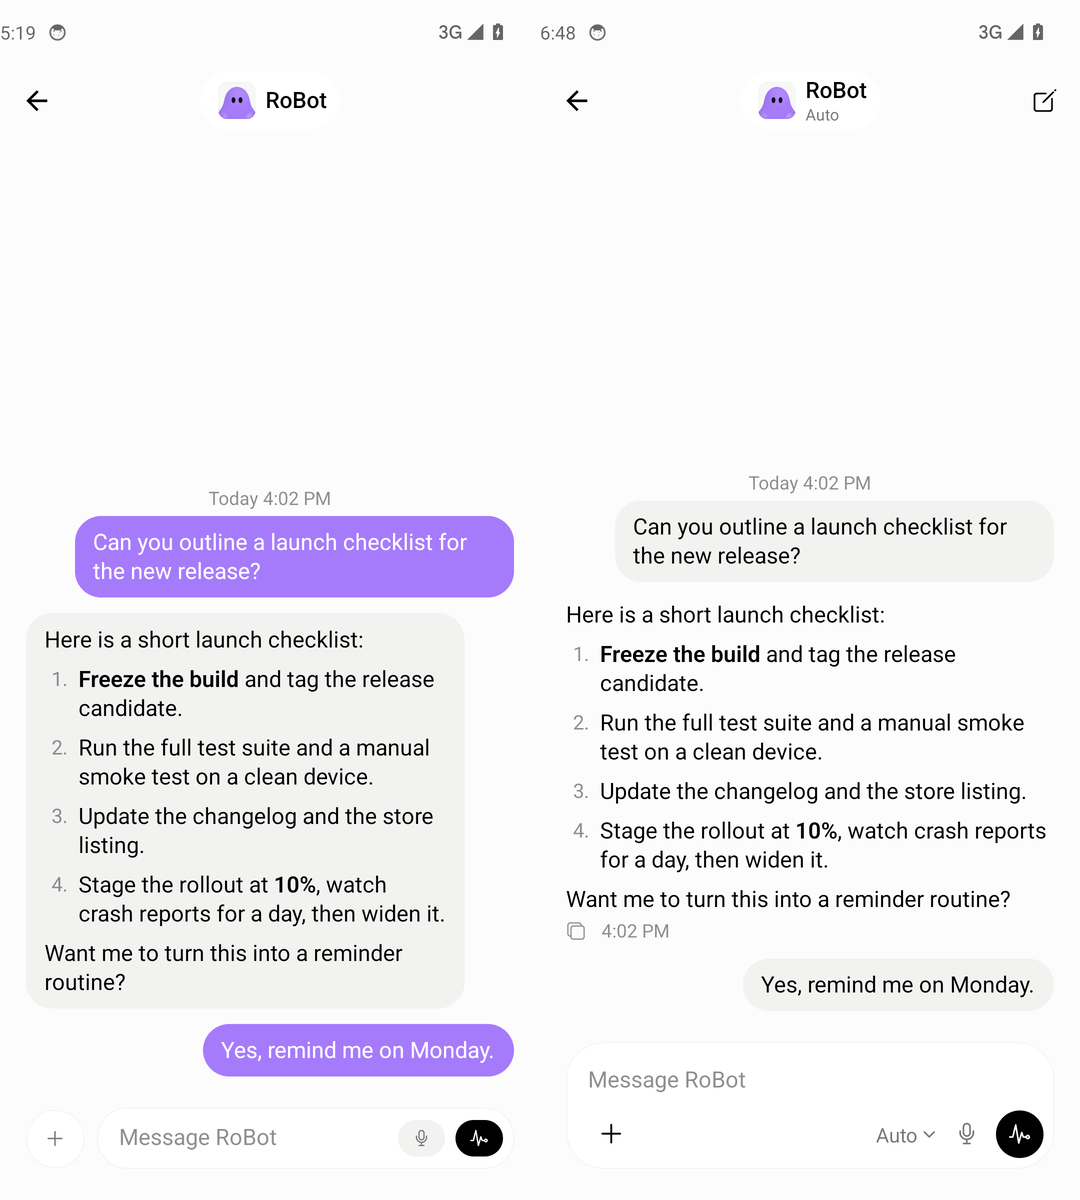 5:19
3G
RoBot
Today 4:02 PM
Can you outline a launch checklist for
the new release?
Here is a short launch checklist:
1. Freeze the build and tag the release
candidate.
2. Run the full test suite and a manual
smoke test on a clean device.
3. Update the changelog and the store
listing.
4. Stage the rollout at 10%, watch
crash reports for a day, then widen it.
Want me to turn this into a reminder
routine?
Yes, remind me on Monday.
Message RoBot
6:48
3G
RoBot
Auto
Today 4:02 PM
Can you outline a launch checklist for
the new release?
Here is a short launch checklist:
1. Freeze the build and tag the release
candidate.
2. Run the full test suite and a manual smoke
test on a clean device.
3. Update the changelog and the store listing.
4. Stage the rollout at 10%, watch crash reports
for a day, then widen it.
Want me to turn this into a reminder routine?
4:02 PM
Yes, remind me on Monday.
Message RoBot
Auto